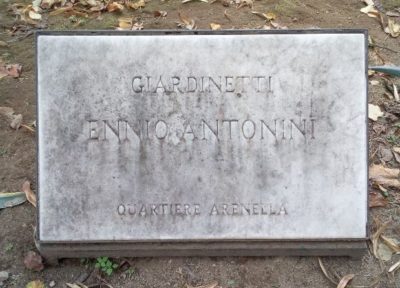 GIARDINETTI
ENNIO ANTONINI
QUARTIERE ARENELLA